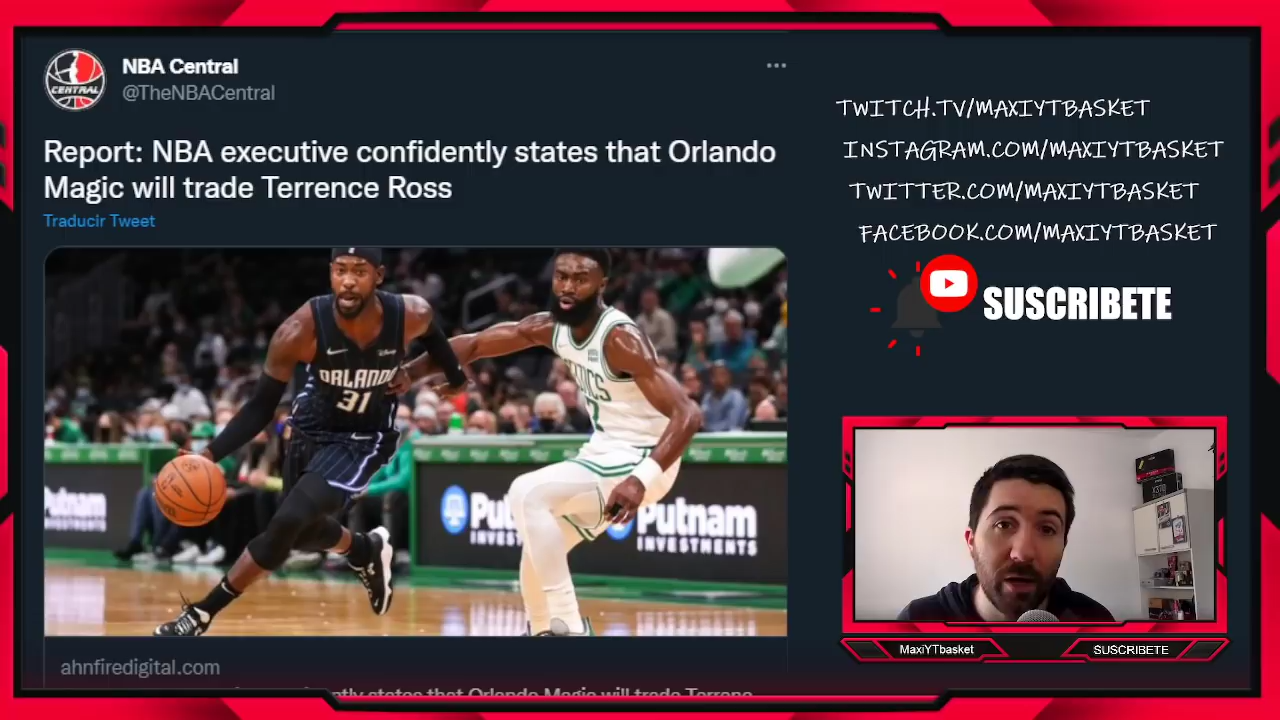 NBA Central
@TheNBACentral
Report: NBA executive confidently states that Orlando
Magic will trade Terrence Ross
Traducir Tweet
CENTRAL
ORLANDO
31
Putnam
INVESTMENTS
Putnam
INVESTMENTS
ahnfiredigital.com
TWITCH.TV/MAXIYTBASKET
INSTAGRAM.COM/MAXIYTBASKET
TWITTER.COM/MAXIYTBASKET
FACEBOOK.COM/MAXIYTBASKET
SUSCRIBETE
MaxiYTbasket
SUSCRIBETE